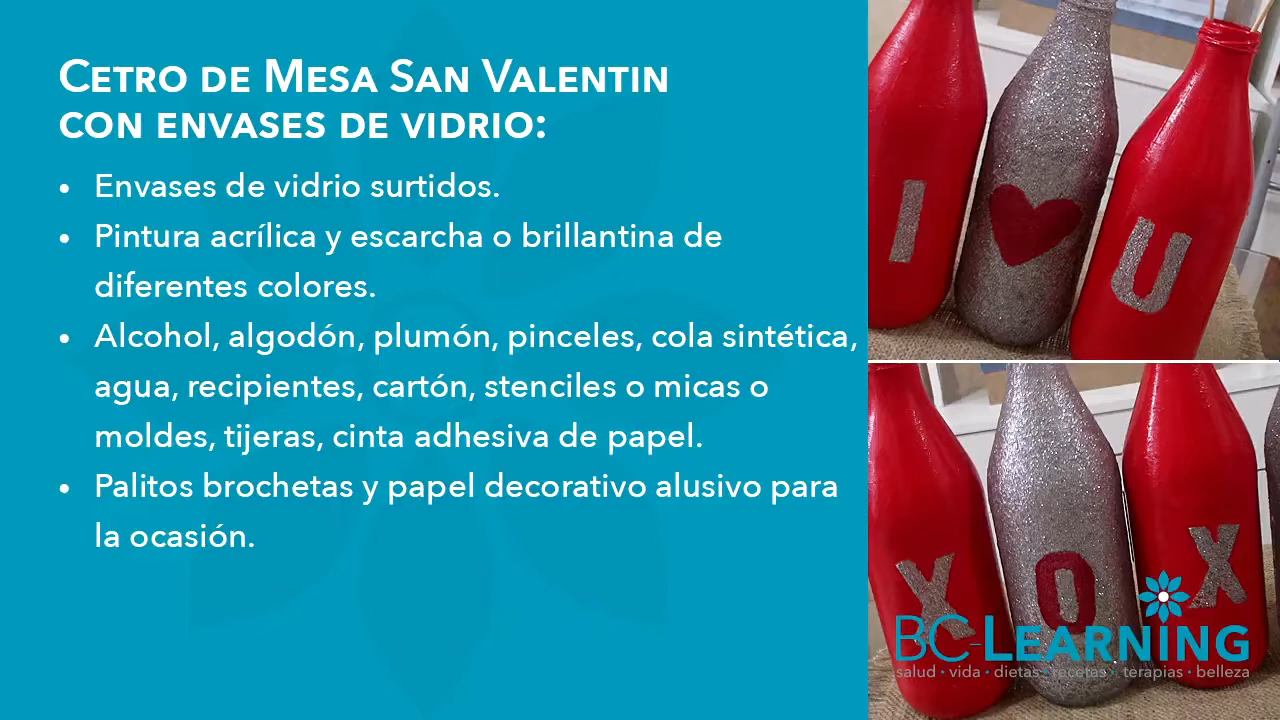 Cetro de Mesa San Valentin
con envases de vidrio:
• Envases de vidrio surtidos.
• Pintura acrílica y escarcha o brillantina de
diferentes colores.
• Alcohol, algodón, plumón, pinceles, cola sintética,
agua, recipientes, cartón, stenciles o micas o
moldes, tijeras, cinta adhesiva de papel.
• Palitos brochetas y papel decorativo alusivo para
la ocasión.
I ♥ U
X O X
BC-Learning
salud • vida • dietas • recetas • terapias • belleza